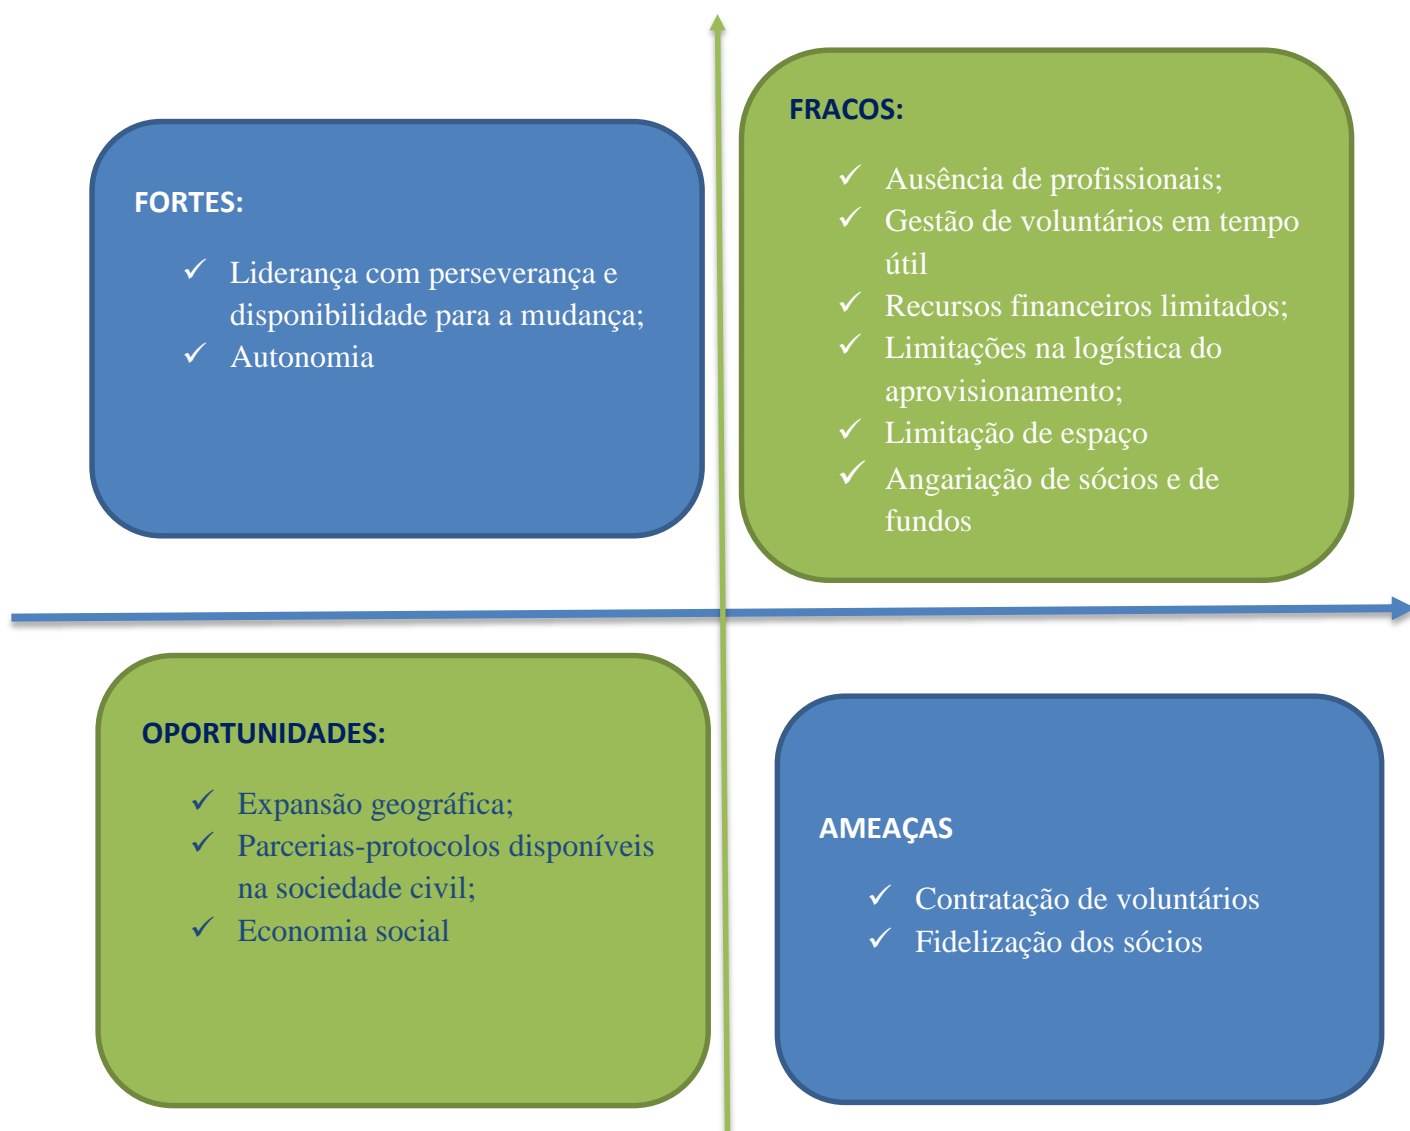 FORTES:
✓ Liderança com perseverança e
disponibilidade para a mudança;
✓ Autonomia
FRACOS:
✓ Ausência de profissionais;
✓ Gestão de voluntários em tempo
útil
✓ Recursos financeiros limitados;
✓ Limitações na logística do
aprovisionamento;
✓ Limitação de espaço
✓ Angariação de sócios e de
fundos
OPORTUNIDADES:
✓ Expansão geográfica;
✓ Parcerias-protocolos disponíveis
na sociedade civil;
✓ Economia social
AMEAÇAS
✓ Contratação de voluntários
✓ Fidelização dos sócios